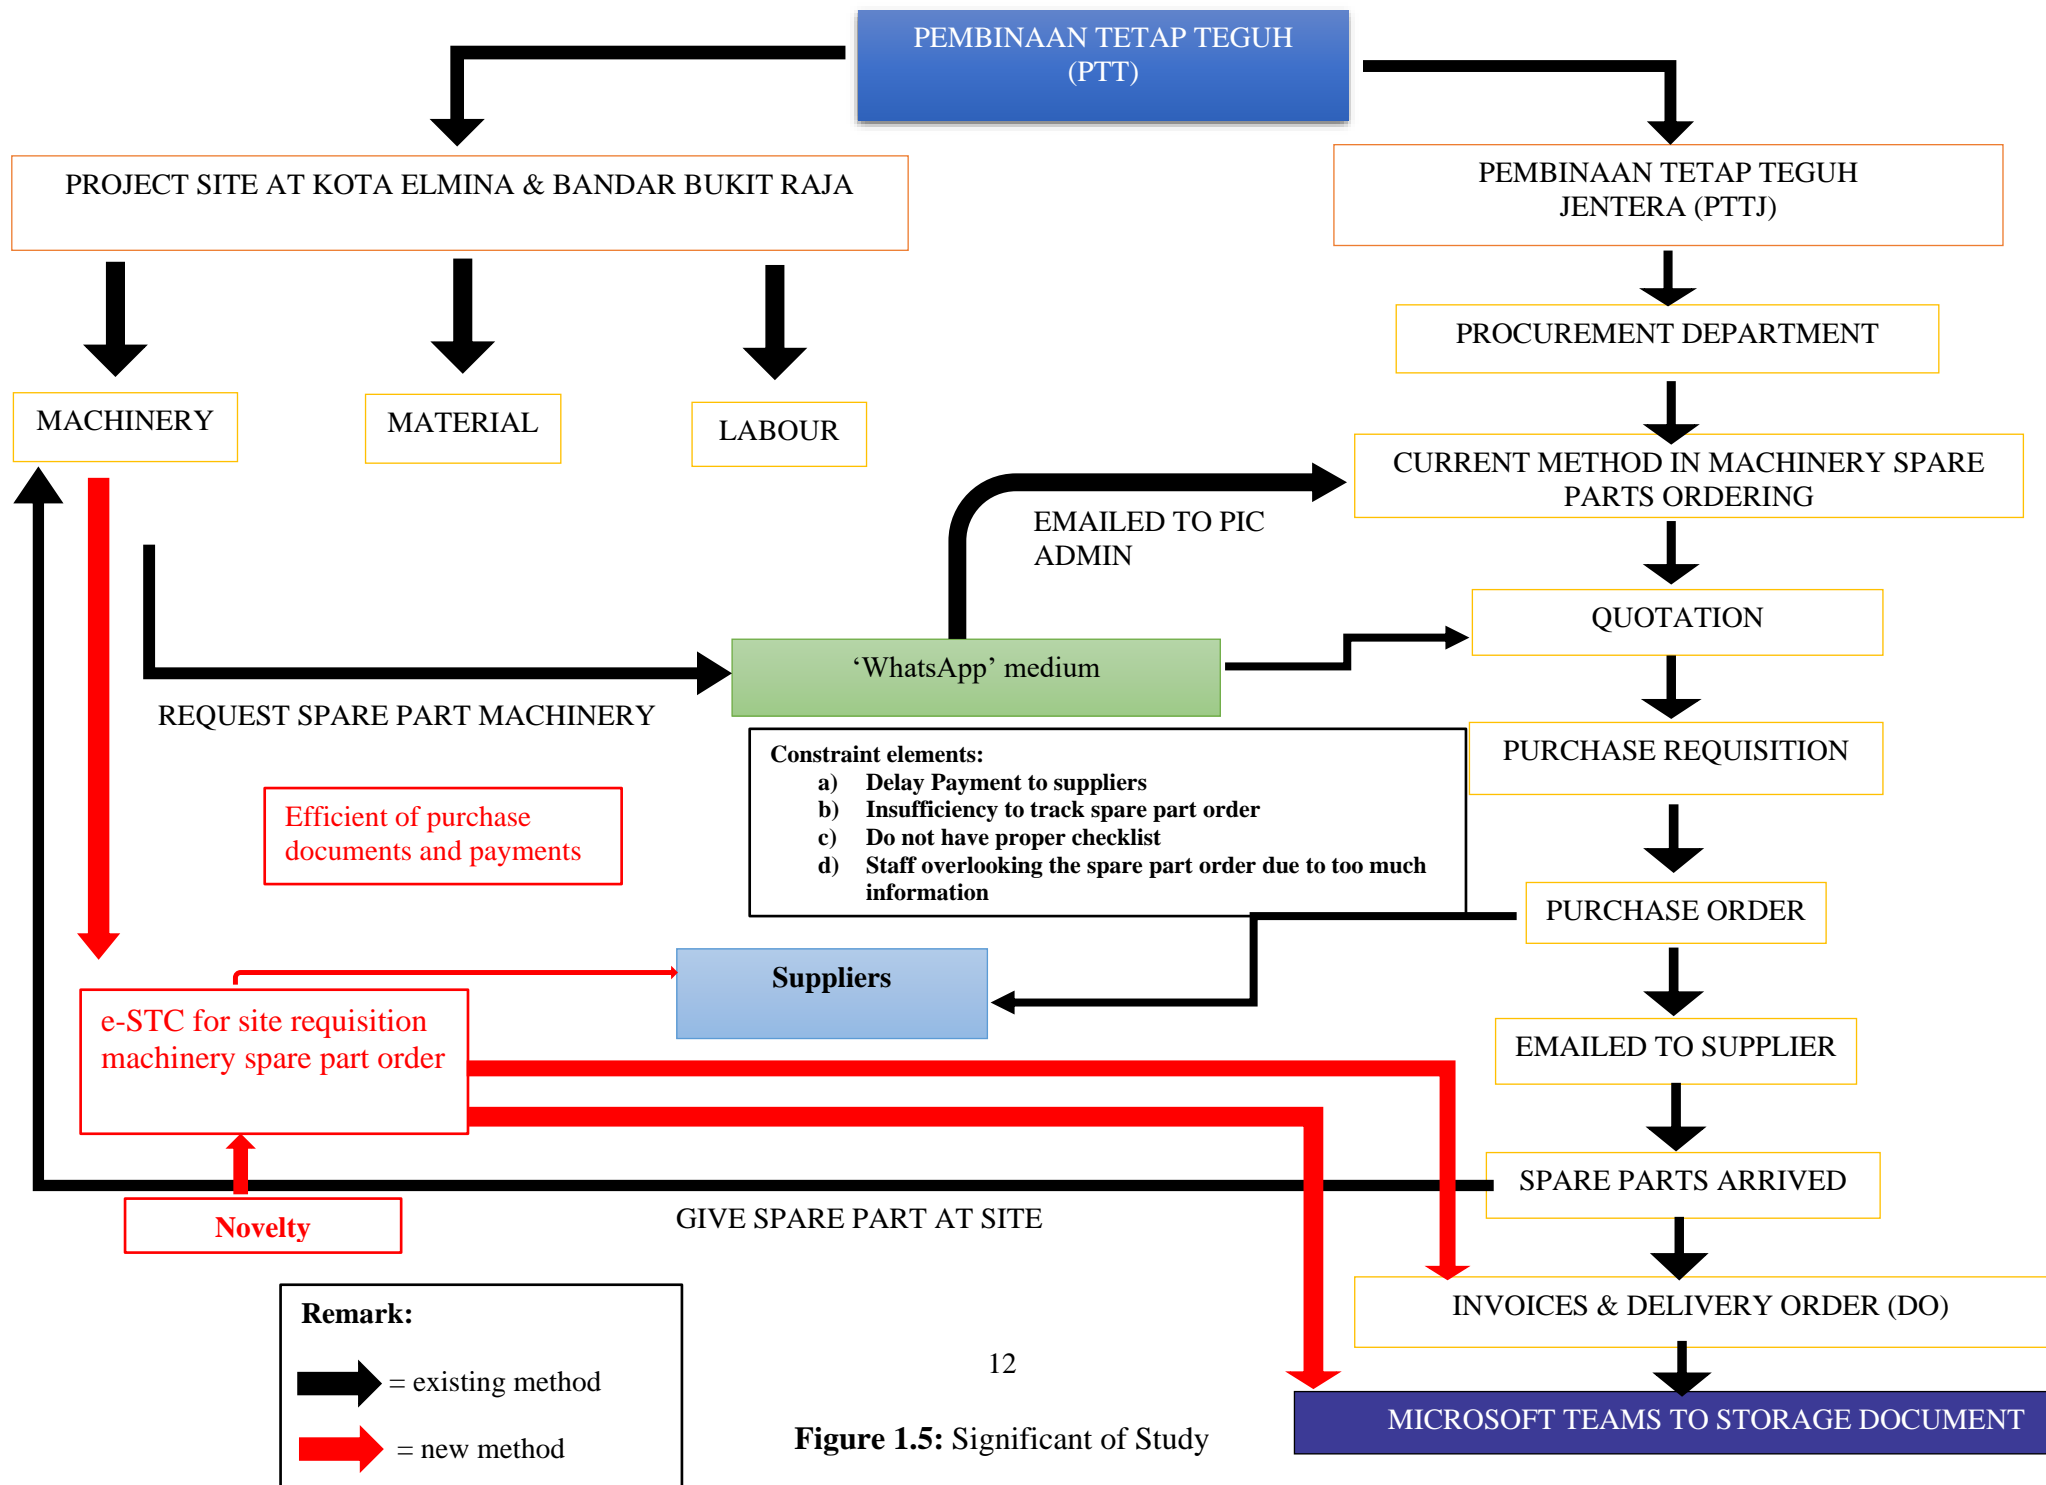 PEMBINAAN TETAP TEGUH
(PTT)
PROJECT SITE AT KOTA ELMINA & BANDAR BUKIT RAJA
PEMBINAAN TETAP TEGUH
JENTERA (PTTJ)
PROCUREMENT DEPARTMENT
MACHINERY
MATERIAL
LABOUR
CURRENT METHOD IN MACHINERY SPARE
PARTS ORDERING
EMAILED TO PIC
ADMIN
QUOTATION
‘WhatsApp’ medium
REQUEST SPARE PART MACHINERY
PURCHASE REQUISITION
Constraint elements:
a) Delay Payment to suppliers
b) Insufficiency to track spare part order
c) Do not have proper checklist
d) Staff overlooking the spare part order due to too much
information
Efficient of purchase
documents and payments
PURCHASE ORDER
Suppliers
e-STC for site requisition
machinery spare part order
EMAILED TO SUPPLIER
SPARE PARTS ARRIVED
Novelty
GIVE SPARE PART AT SITE
INVOICES & DELIVERY ORDER (DO)
Remark:
= existing method
= new method
12
MICROSOFT TEAMS TO STORAGE DOCUMENT
Figure 1.5: Significant of Study